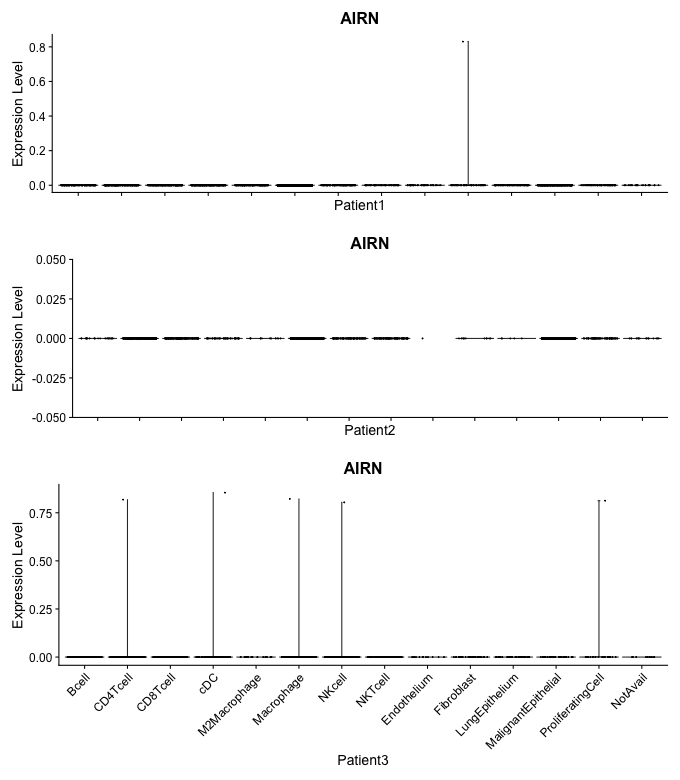 AIRN
Expression Level
0.8
0.6
0.4
0.2
0.0
Patient1
AIRN
Expression Level
0.050
0.025
0.000
-0.025
-0.050
Patient2
AIRN
Expression Level
0.75
0.50
0.25
0.00
Bcell
CD4Tcell
CD8Tcell
cDC
M2Macrophage
Macrophage
NKcell
NKTcell
Endothelium
Fibroblast
LungEpithelium
MalignantEpithelial
ProliferatingCell
NotAvail
Patient3